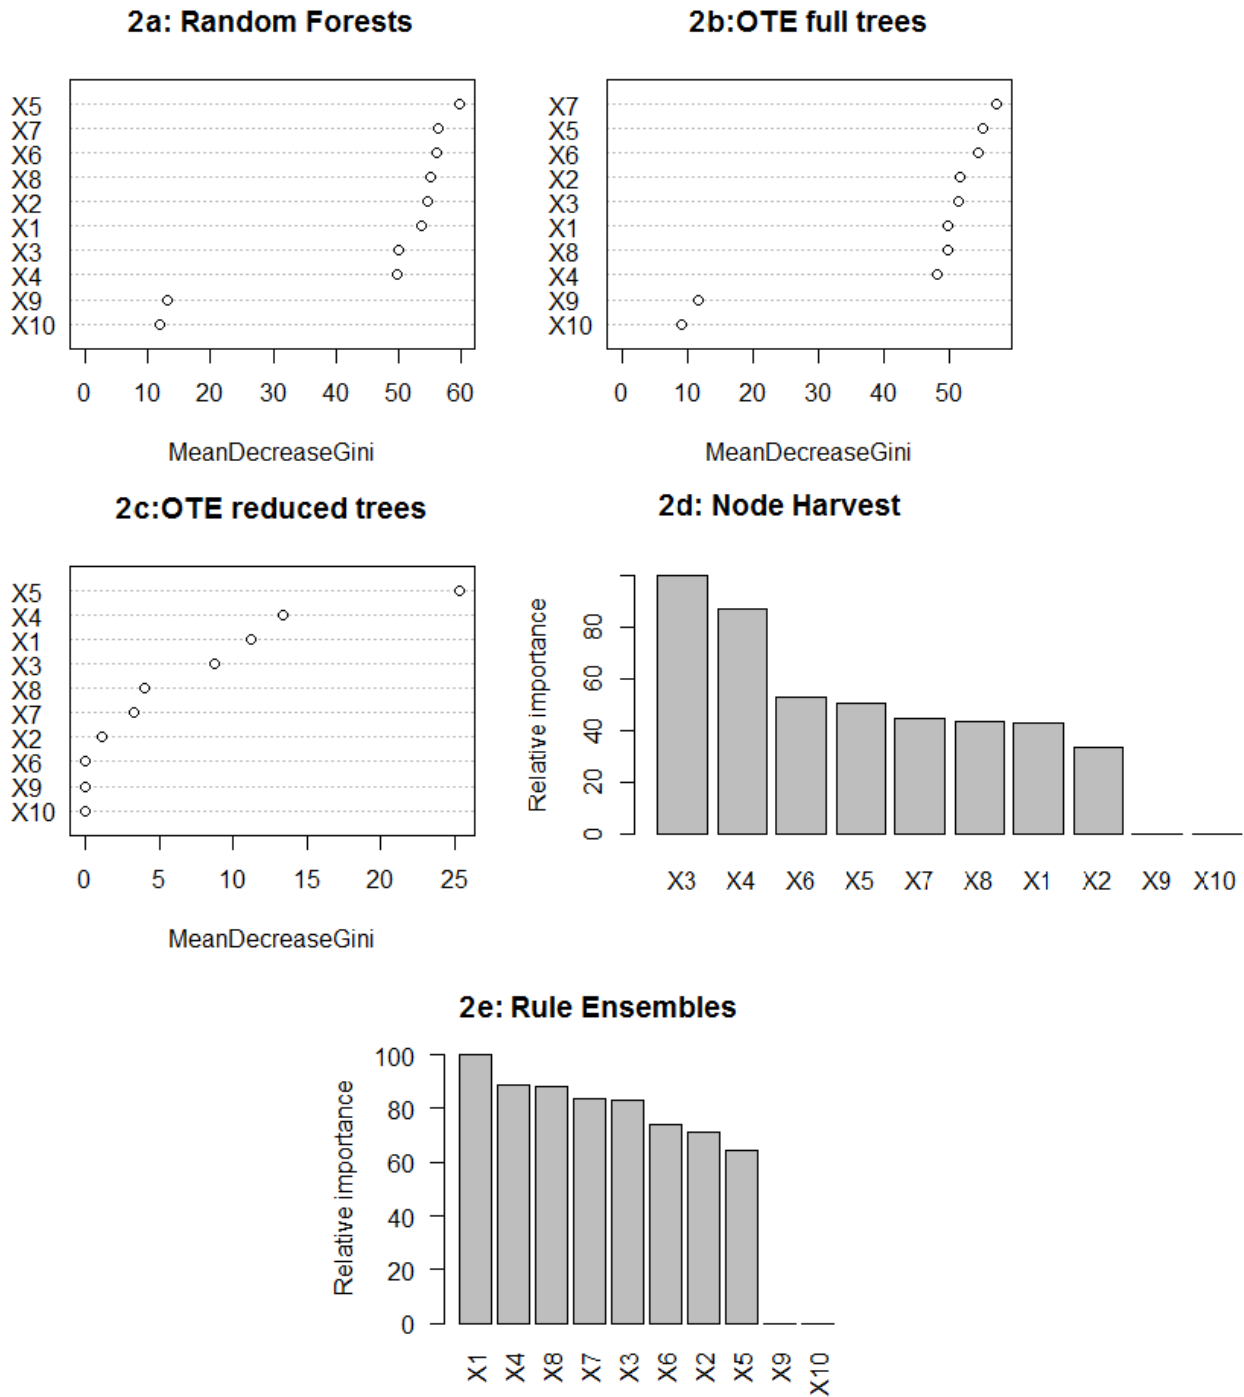 2a: Random Forests
X5
X7
X6
X8
X2
X1
X3
X4
X9
X10
0 10 20 30 40 50 60
MeanDecreaseGini
2b:OTE full trees
X7
X5
X6
X2
X3
X1
X8
X4
X9
X10
0 10 20 30 40 50
MeanDecreaseGini
2c:OTE reduced trees
X5
X4
X1
X3
X8
X7
X2
X6
X9
X10
0 5 10 15 20 25
MeanDecreaseGini
2d: Node Harvest
Relative importance
80
60
40
20
0
X3 X4 X6 X5 X7 X8 X1 X2 X9 X10
2e: Rule Ensembles
Relative importance
100
80
60
40
20
0
X1 X4 X8 X7 X3 X6 X2 X5 X9 X10